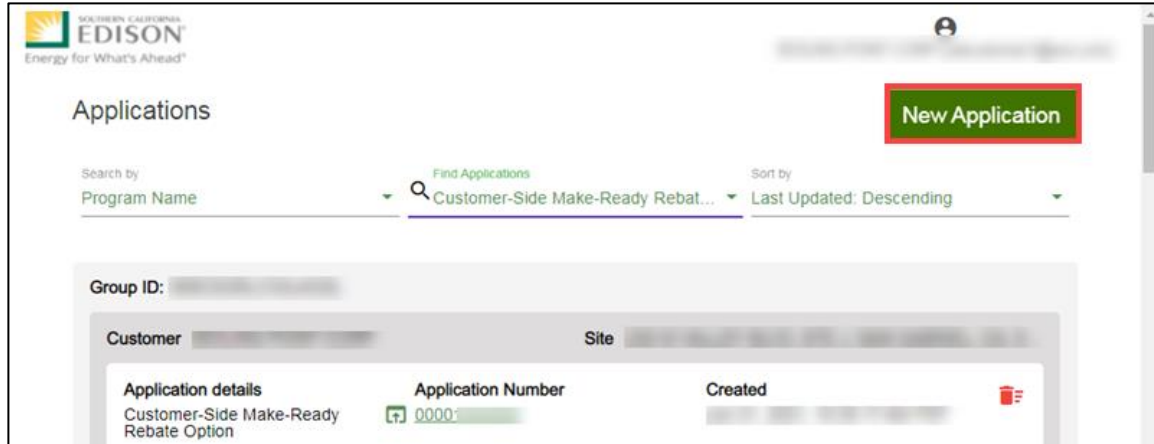 SOUTHERN CALIFORNIA
EDISON®
Energy for What's Ahead®
Applications
New Application
Search by
Program Name
Find Applications
Customer-Side Make-Ready Rebat...
Sort by
Last Updated: Descending
Group ID:
Customer
Site
Application details
Application Number
Created
Customer-Side Make-Ready
Rebate Option